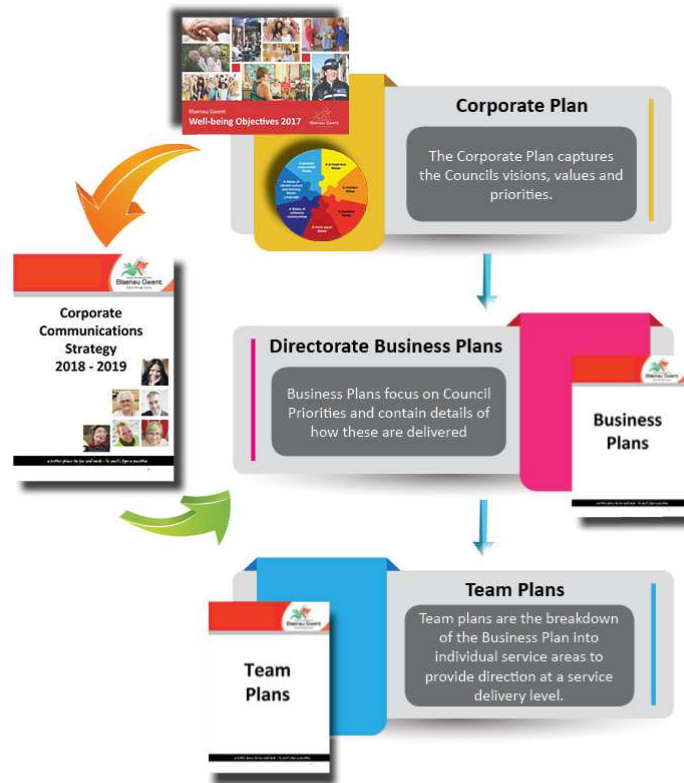 Blaenau Gwent
Well-being Objectives 2017
Corporate Plan
The Corporate Plan captures
the Councils visions, values and
priorities.
Blaenau Gwent
Corporate
Communications
Strategy
2018 - 2019
Directorate Business Plans
Business Plans focus on Council
Priorities and contain details of
how these are delivered
Business
Plans
Team Plans
Team plans are the breakdown
of the Business Plan into
individual service areas to
provide direction at a service
delivery level.
Blaenau Gwent
Team
Plans